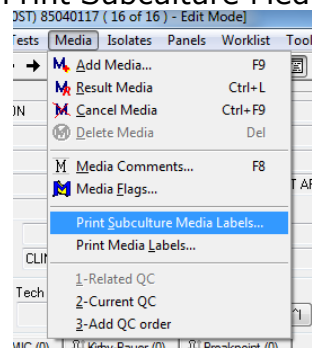 Print Subculture Med
OST) 85040117 ( 16 of 16 ) - Edit Mode]
Tests Media Isolates Panels Worklist Tool
Add Media... F9
Result Media Ctrl+L
ON Cancel Media Ctrl+F9
Delete Media Del
Media Comments... F8
Media Flags...
T AF
Print Subculture Media Labels...
Print Media Labels...
CLIN
1-Related QC
Tech 2-Current QC
3-Add QC order
MIC (0) Kirby Bauer (0) Breakpoint (0)